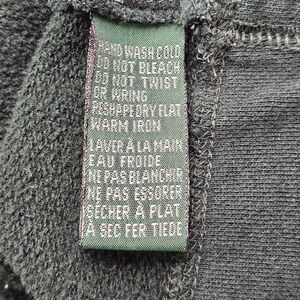 HAND WASH COLD
DO NOT BLEACH
DO NOT TWIST
OR WRING
RESHAPE DRY FLAT
WARM IRON
LAVER À LA MAIN
EAU FROIDE
NE PAS BLANCHIR
NE PAS ESSORER
SÉCHER À PLAT
A SEC FER TIEDE